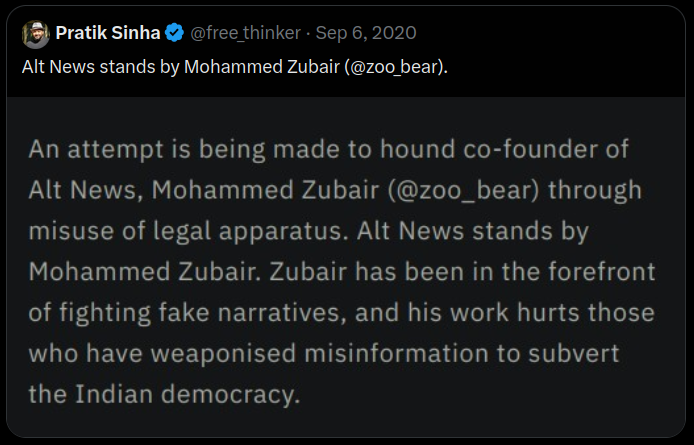 Pratik Sinha @free_thinker · Sep 6, 2020
Alt News stands by Mohammed Zubair (@zoo_bear).
An attempt is being made to hound co-founder of
Alt News, Mohammed Zubair (@zoo_bear) through
misuse of legal apparatus. Alt News stands by
Mohammed Zubair. Zubair has been in the forefront
of fighting fake narratives, and his work hurts those
who have weaponised misinformation to subvert
the Indian democracy.